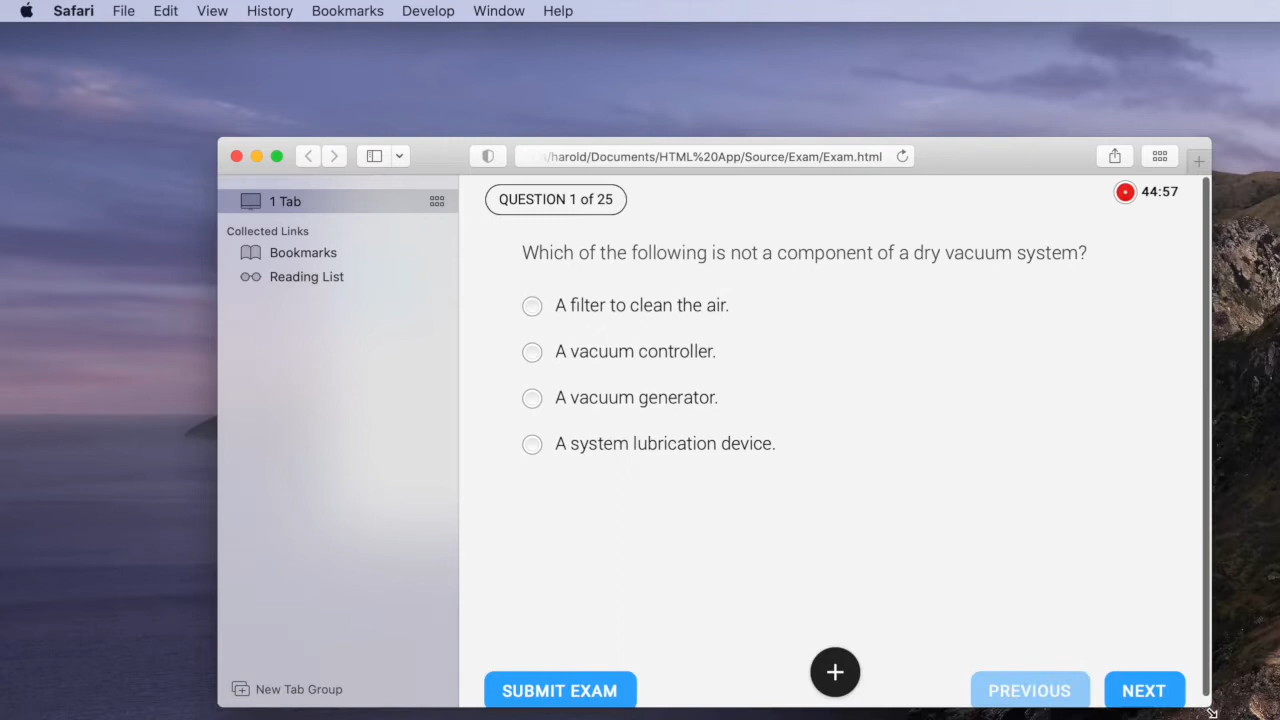 Safari File Edit View History Bookmarks Develop Window Help
/harold/Documents/HTML%20App/Source/Exam/Exam.html
1 Tab
Collected Links
Bookmarks
Reading List
New Tab Group
QUESTION 1 of 25
44:57
Which of the following is not a component of a dry vacuum system?
A filter to clean the air.
A vacuum controller.
A vacuum generator.
A system lubrication device.
SUBMIT EXAM
PREVIOUS
NEXT